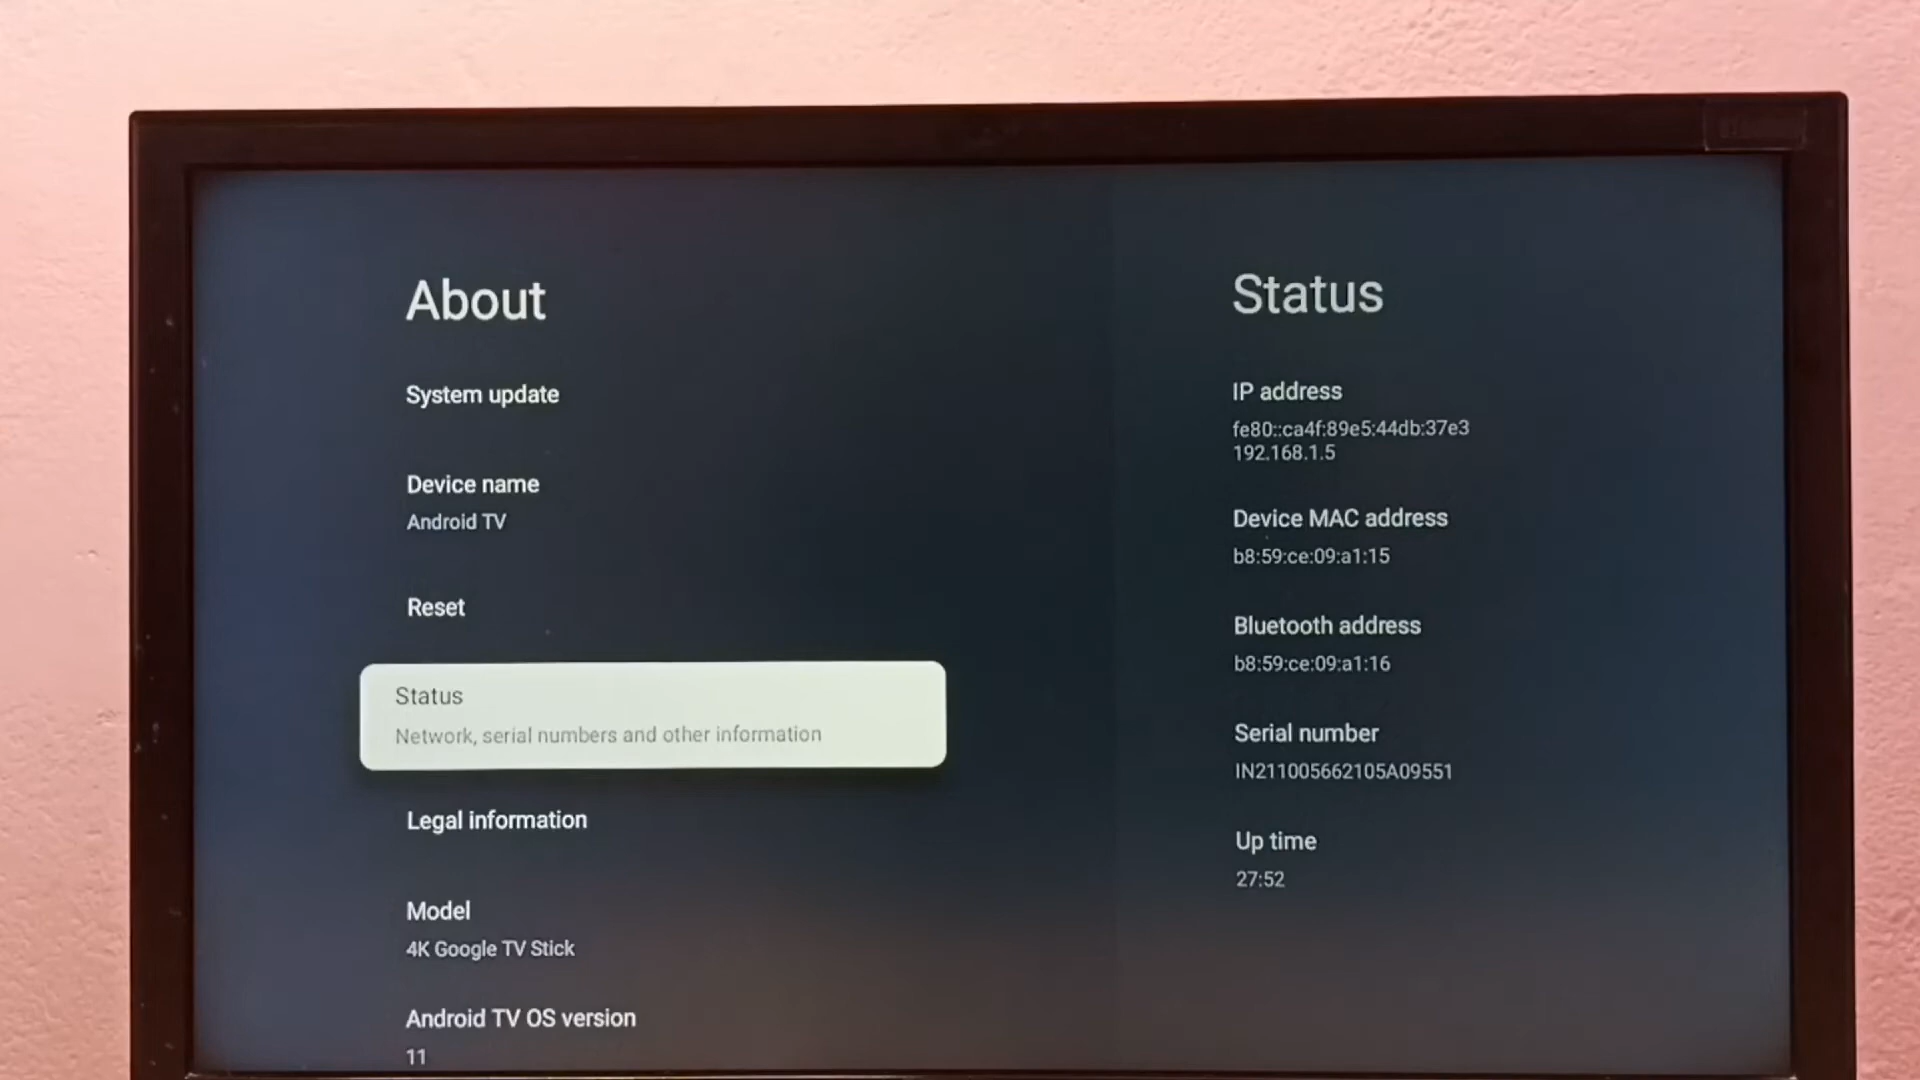 About
System update
Device name
Android TV
Reset
Status
Network, serial numbers and other information
Legal information
Model
4K Google TV Stick
Android TV OS version
11
Status
IP address
fe80::ca4f:89e5:44db:37e3
192.168.1.5
Device MAC address
b8:59:ce:09:a1:15
Bluetooth address
b8:59:ce:09:a1:16
Serial number
IN211005662105A09551
Up time
27:52